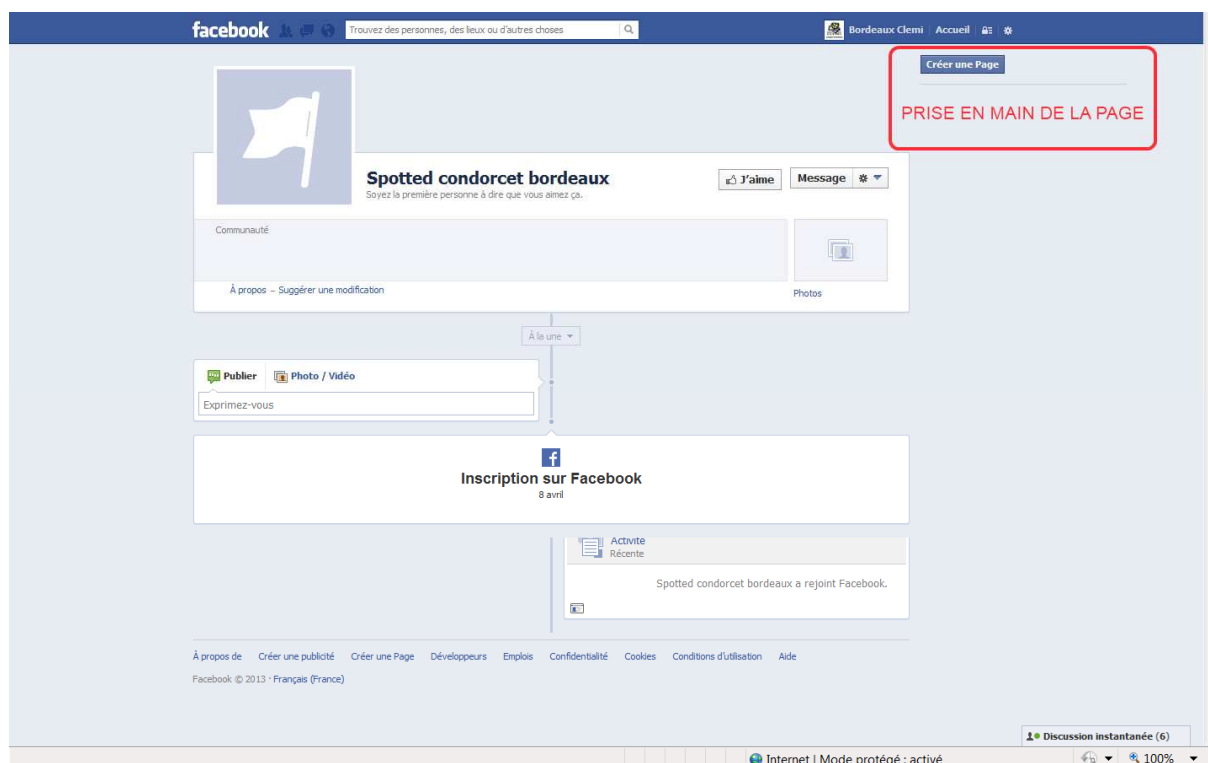 facebook
Trouvez des personnes, des lieux ou d'autres choses
Bordeaux Clemi
Accueil
Créer une Page
PRISE EN MAIN DE LA PAGE
Spotted condorcet bordeaux
Soyez la première personne à dire que vous aimez ça.
J'aime
Message
Communauté
À propos – Suggérer une modification
Photos
À la une
Publier
Photo / Vidéo
Exprimez-vous
Inscription sur Facebook
8 avril
Activité
Récente
Spotted condorcet bordeaux a rejoint Facebook.
À propos de Créer une publicité Créer une Page Développeurs Emplois Confidentialité Cookies Conditions d'utilisation Aide
Facebook © 2013 · Français (France)
Discussion instantanée (6)
Internet | Mode protégé : activé
100%